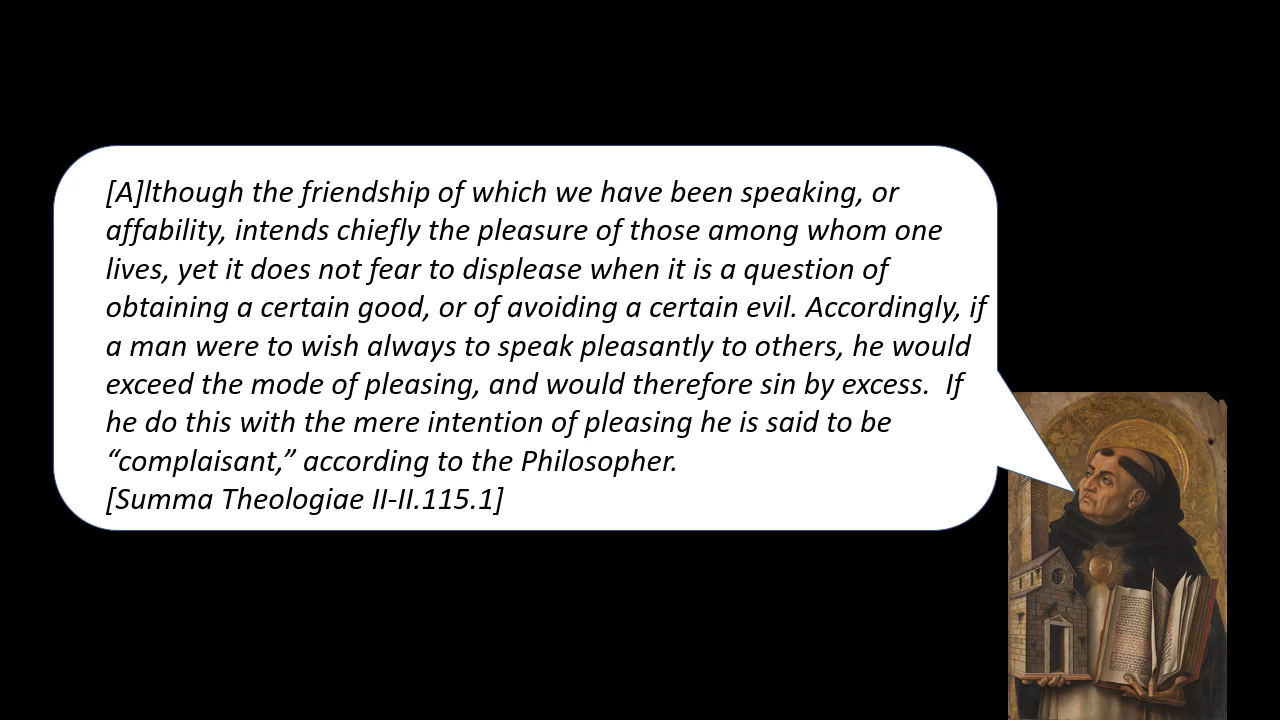 [A]lthough the friendship of which we have been speaking, or
affability, intends chiefly the pleasure of those among whom one
lives, yet it does not fear to displease when it is a question of
obtaining a certain good, or of avoiding a certain evil. Accordingly, if
a man were to wish always to speak pleasantly to others, he would
exceed the mode of pleasing, and would therefore sin by excess.  If
he do this with the mere intention of pleasing he is said to be
“complaisant,” according to the Philosopher.
[Summa Theologiae II-II.115.1]